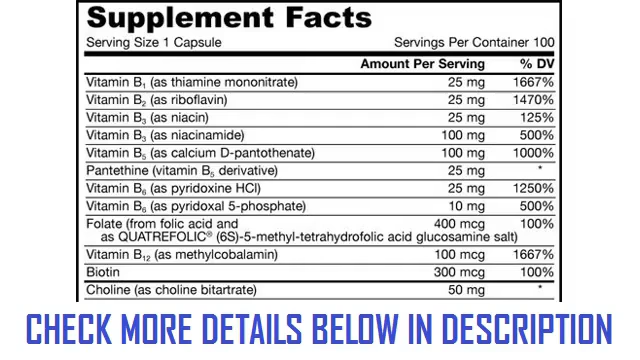 Supplement Facts
Serving Size 1 Capsule Servings Per Container 100
Amount Per Serving % DV
Vitamin B₁ (as thiamine mononitrate) 25 mg 1667%
Vitamin B₂ (as riboflavin) 25 mg 1470%
Vitamin B₃ (as niacin) 25 mg 125%
Vitamin B₃ (as niacinamide) 100 mg 500%
Vitamin B₅ (as calcium D-pantothenate) 100 mg 1000%
Pantethine (vitamin B₅ derivative) 25 mg *
Vitamin B₆ (as pyridoxine HCl) 25 mg 1250%
Vitamin B₆ (as pyridoxal 5-phosphate) 10 mg 500%
Folate (from folic acid and 400 mcg 100%
as QUATREFOLIC® (6S)-5-methyl-tetrahydrofolic acid glucosamine salt)
Vitamin B₁₂ (as methylcobalamin) 100 mcg 1667%
Biotin 300 mcg 100%
Choline (as choline bitartrate) 50 mg *
CHECK MORE DETAILS BELOW IN DESCRIPTION